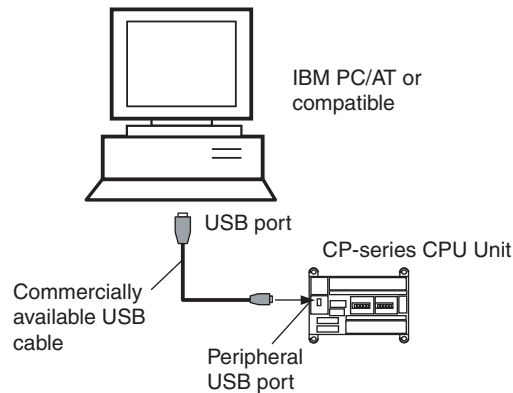 IBM PC/AT or
compatible
USB port
CP-series CPU Unit
Commercially
available USB
cable
Peripheral
USB port